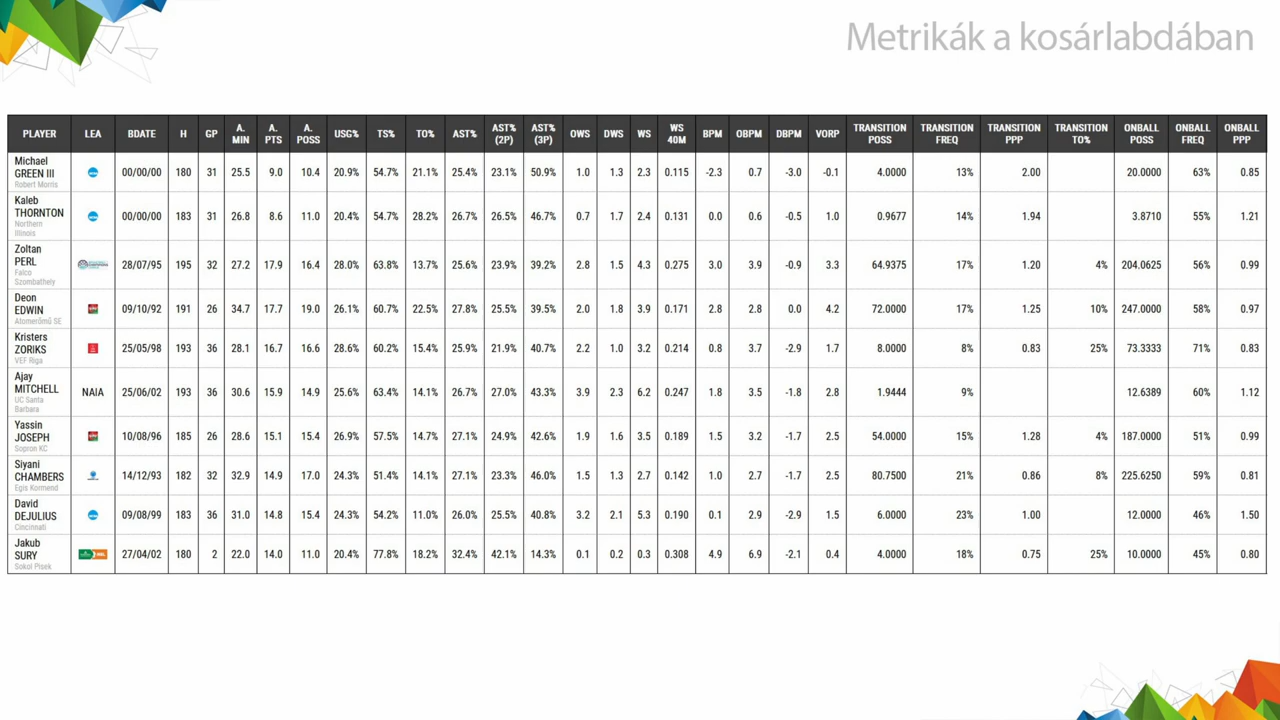 Metrikák a kosárlabdában
PLAYER LEA BDATE H GP A. MIN A. PTS A. POSS USG% TS% TO% AST% AST% (2P) AST% (3P) OWS DWS WS WS 40M BPM OBPM DBPM VORP TRANSITION POSS TRANSITION FREQ TRANSITION PPP TRANSITION TO% ONBALL POSS ONBALL FREQ ONBALL PPP
Michael GREEN III Robert Morris 00/00/00 180 31 25.5 9.0 10.4 20.9% 54.7% 21.1% 25.4% 23.1% 50.9% 1.0 1.3 2.3 0.115 -2.3 0.7 -3.0 -0.1 4.0000 13% 2.00 20.0000 63% 0.85
Kaleb THORNTON Northern Illinois 00/00/00 183 31 26.8 8.6 11.0 20.4% 54.7% 28.2% 26.7% 26.5% 46.7% 0.7 1.7 2.4 0.131 0.0 0.6 -0.5 1.0 0.9677 14% 1.94 3.8710 55% 1.21
Zoltan PERL Falco Szombathely 28/07/95 195 32 27.2 17.9 16.4 28.0% 63.8% 13.7% 25.6% 23.9% 39.2% 2.8 1.5 4.3 0.275 3.0 3.9 -0.9 3.3 64.9375 17% 1.20 4% 204.0625 56% 0.99
Deon EDWIN Atomerőmű SE 09/10/92 191 26 34.7 17.7 19.0 26.1% 60.7% 22.5% 27.8% 25.5% 39.5% 2.0 1.8 3.9 0.171 2.8 2.8 0.0 4.2 72.0000 17% 1.25 10% 247.0000 58% 0.97
Kristers ZORIKS VEF Riga 25/05/98 193 36 28.1 16.7 16.6 28.6% 60.2% 15.4% 25.9% 21.9% 40.7% 2.2 1.0 3.2 0.214 0.8 3.7 -2.9 1.7 8.0000 8% 0.83 25% 73.3333 71% 0.83
Ajay MITCHELL UC Santa Barbara NAIA 25/06/02 193 36 30.6 15.9 14.9 25.6% 63.4% 14.1% 26.7% 27.0% 43.3% 3.9 2.3 6.2 0.247 1.8 3.5 -1.8 2.8 1.9444 9% 12.6389 60% 1.12
Yassin JOSEPH Sopron KC 10/08/96 185 26 28.6 15.1 15.4 26.9% 57.5% 14.7% 27.1% 24.9% 42.6% 1.9 1.6 3.5 0.189 1.5 3.2 -1.7 2.5 54.0000 15% 1.28 4% 187.0000 51% 0.99
Siyani CHAMBERS Egis Kormend 14/12/93 182 32 32.9 14.9 17.0 24.3% 51.4% 14.1% 27.1% 23.3% 46.0% 1.5 1.3 2.7 0.142 1.0 2.7 -1.7 2.5 80.7500 21% 0.86 8% 225.6250 59% 0.81
David DEJULIUS Cincinnati 09/08/99 183 36 31.0 14.8 15.4 24.3% 54.2% 11.0% 26.0% 25.5% 40.8% 3.2 2.1 5.3 0.190 0.1 2.9 -2.9 1.5 6.0000 23% 1.00 12.0000 46% 1.50
Jakub SURY Sokol Pisek 27/04/02 180 2 22.0 14.0 11.0 20.4% 77.8% 18.2% 32.4% 42.1% 14.3% 0.1 0.2 0.3 0.308 4.9 6.9 -2.1 0.4 4.0000 18% 0.75 25% 10.0000 45% 0.80